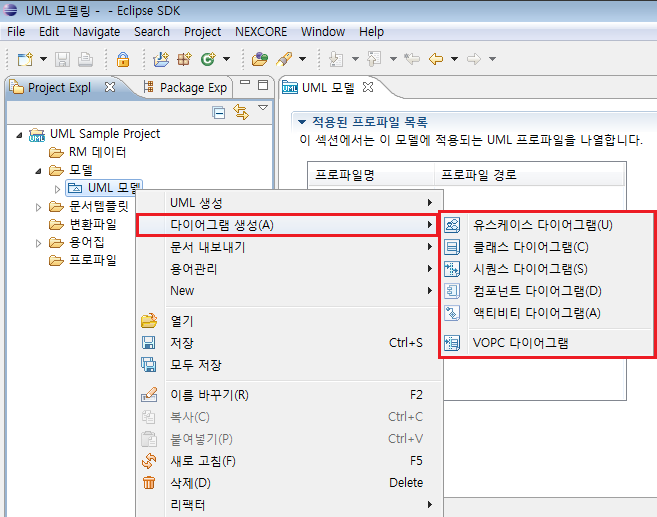 UML 모델링 - - Eclipse SDK
File Edit Navigate Search Project NEXCORE Window Help
Project Expl Package Exp UML 모델
UML Sample Project
RM 데이터
모델
UML 모델
문서템플릿
변환파일
용어집
프로파일
적용된 프로파일 목록
이 섹션에서는 이 모델에 적용되는 UML 프로파일을 나열합니다.
프로파일명 프로파일 경로
UML 생성
다이어그램 생성(A)
문서 내보내기
용어관리
New
열기
저장 Ctrl+S
모두 저장
이름 바꾸기(R) F2
복사(C) Ctrl+C
붙여넣기(P) Ctrl+V
새로 고침(F) F5
삭제(D) Delete
리팩터
유스케이스 다이어그램(U)
클래스 다이어그램(C)
시퀀스 다이어그램(S)
컴포넌트 다이어그램(D)
액티비티 다이어그램(A)
VOPC 다이어그램